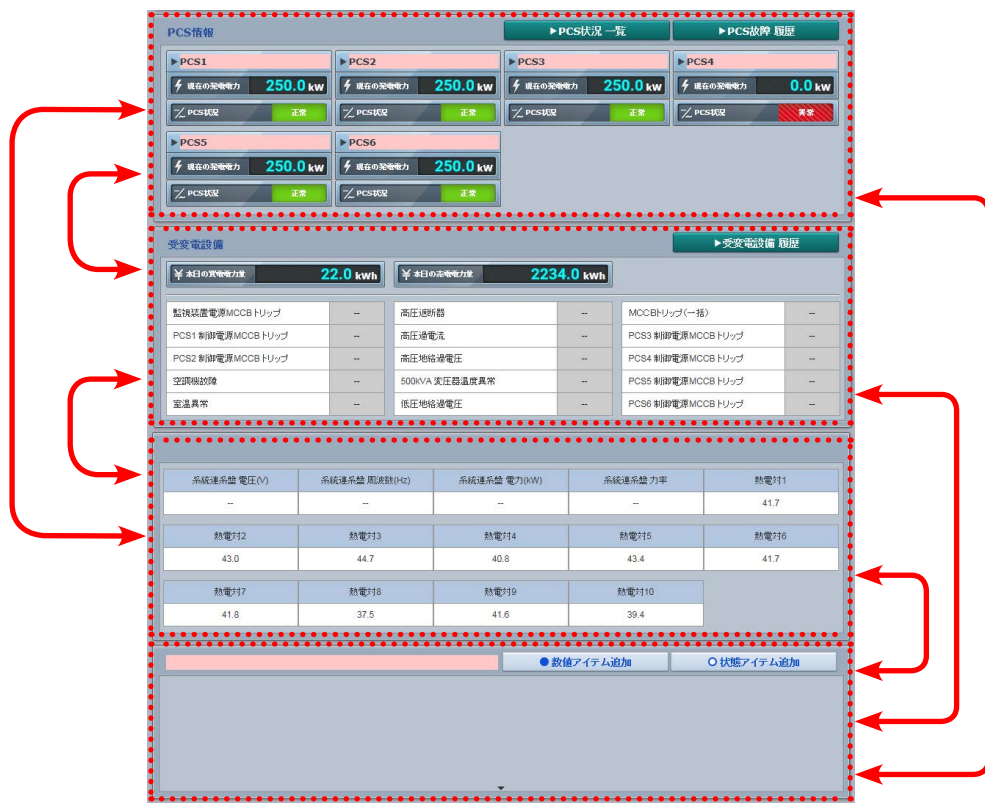 PCS情報 ▶PCS状況 一覧 ▶PCS故障 履歴
▶PCS1 ▶PCS2 ▶PCS3 ▶PCS4
現在の発電電力 250.0 kW 現在の発電電力 250.0 kW 現在の発電電力 250.0 kW 現在の発電電力 0.0 kW
PCS状況 正常 PCS状況 正常 PCS状況 正常 PCS状況 異常
▶PCS5 ▶PCS6
現在の発電電力 250.0 kW 現在の発電電力 250.0 kW
PCS状況 正常 PCS状況 正常
受変電設備 ▶受変電設備 履歴
¥ 本日の買電電力量 22.0 kWh ¥ 本日の売電電力量 2234.0 kWh
監視装置電源MCCBトリップ -- 高圧遮断器 -- MCCBトリップ(一括) --
PCS1 制御電源MCCBトリップ -- 高圧過電流 -- PCS3 制御電源MCCBトリップ --
PCS2 制御電源MCCBトリップ -- 高圧地絡過電圧 -- PCS4 制御電源MCCBトリップ --
空調機故障 -- 500kVA 変圧器温度異常 -- PCS5 制御電源MCCBトリップ --
室温異常 -- 低圧地絡過電圧 -- PCS6 制御電源MCCBトリップ --
系統連系盤 電圧(V) 系統連系盤 周波数(Hz) 系統連系盤 電力(kW) 系統連系盤 力率 熱電対1
-- -- -- -- 41.7
熱電対2 熱電対3 熱電対4 熱電対5 熱電対6
43.0 44.7 40.8 43.4 41.7
熱電対7 熱電対8 熱電対9 熱電対10
41.8 37.5 41.6 39.4
●数値アイテム追加 ○状態アイテム追加